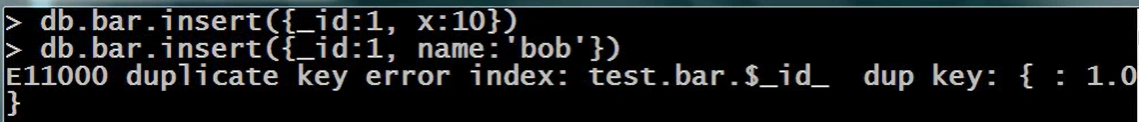 > db.bar.insert({_id:1, x:10})
> db.bar.insert({_id:1, name:'bob'})
E11000 duplicate key error index: test.bar.$_id_  dup key: { : 1.0
}